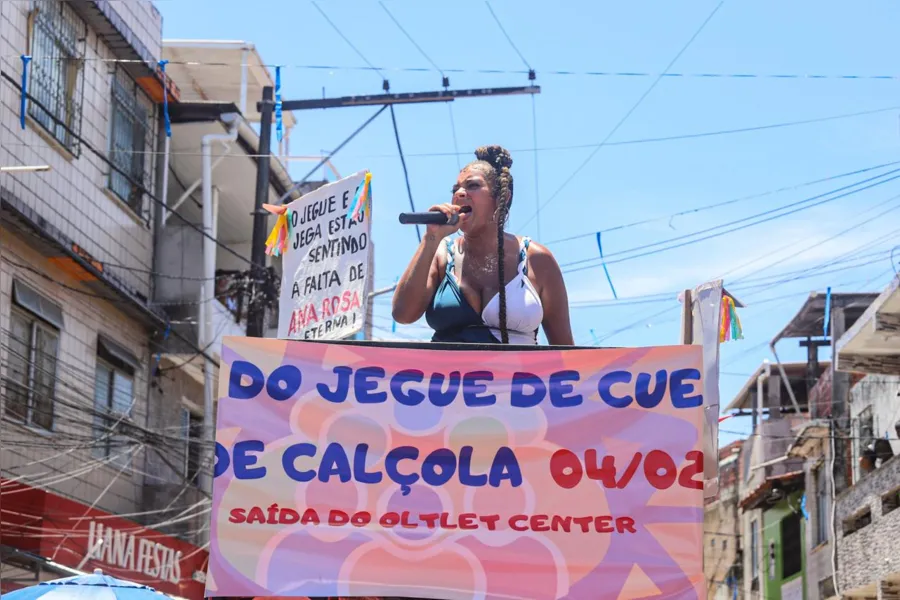 O JEGUE E
JEGA ESTÃO
SENTINDO
A FALTA DE
ANA ROSA
ETERNA!
DO JEGUE DE CUE
DE CALÇOLA 04/02
SAÍDA DO OLTLET CENTER
UANA FESTAS